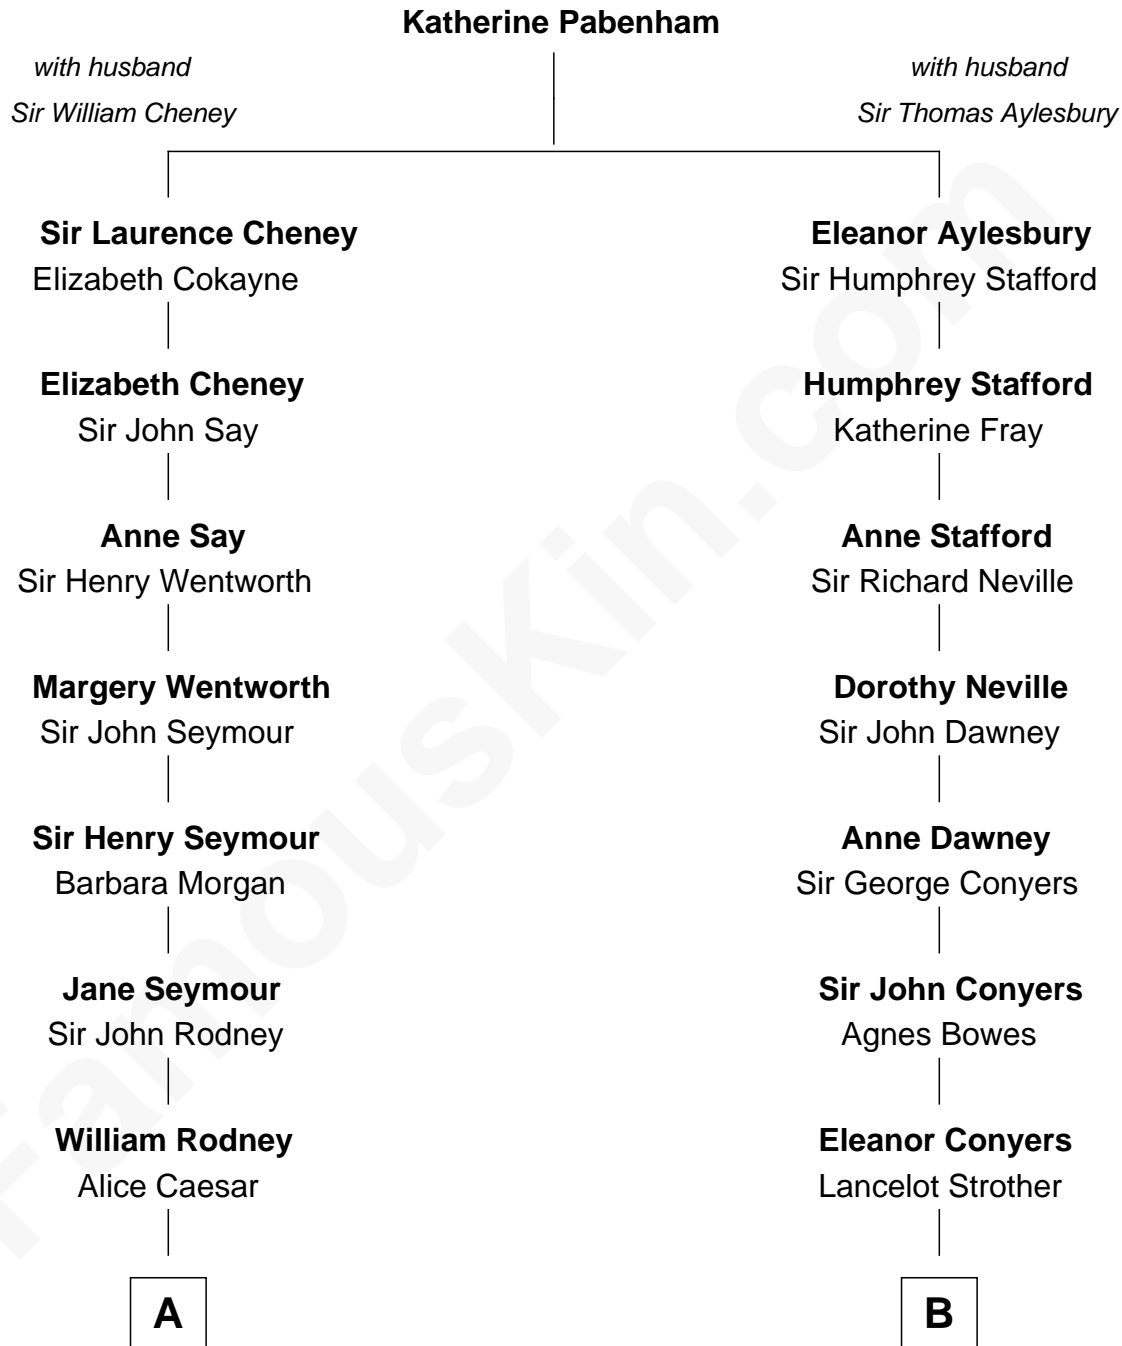 Katherine Pabenham
with husband
Sir William Cheney
with husband
Sir Thomas Aylesbury
Sir Laurence Cheney
Elizabeth Cokayne
Eleanor Aylesbury
Sir Humphrey Stafford
Elizabeth Cheney
Sir John Say
Humphrey Stafford
Katherine Fray
Anne Say
Sir Henry Wentworth
Anne Stafford
Sir Richard Neville
Margery Wentworth
Sir John Seymour
Dorothy Neville
Sir John Dawney
Sir Henry Seymour
Barbara Morgan
Anne Dawney
Sir George Conyers
Jane Seymour
Sir John Rodney
Sir John Conyers
Agnes Bowes
William Rodney
Alice Caesar
Eleanor Conyers
Lancelot Strother
A
B
FamousKin.com